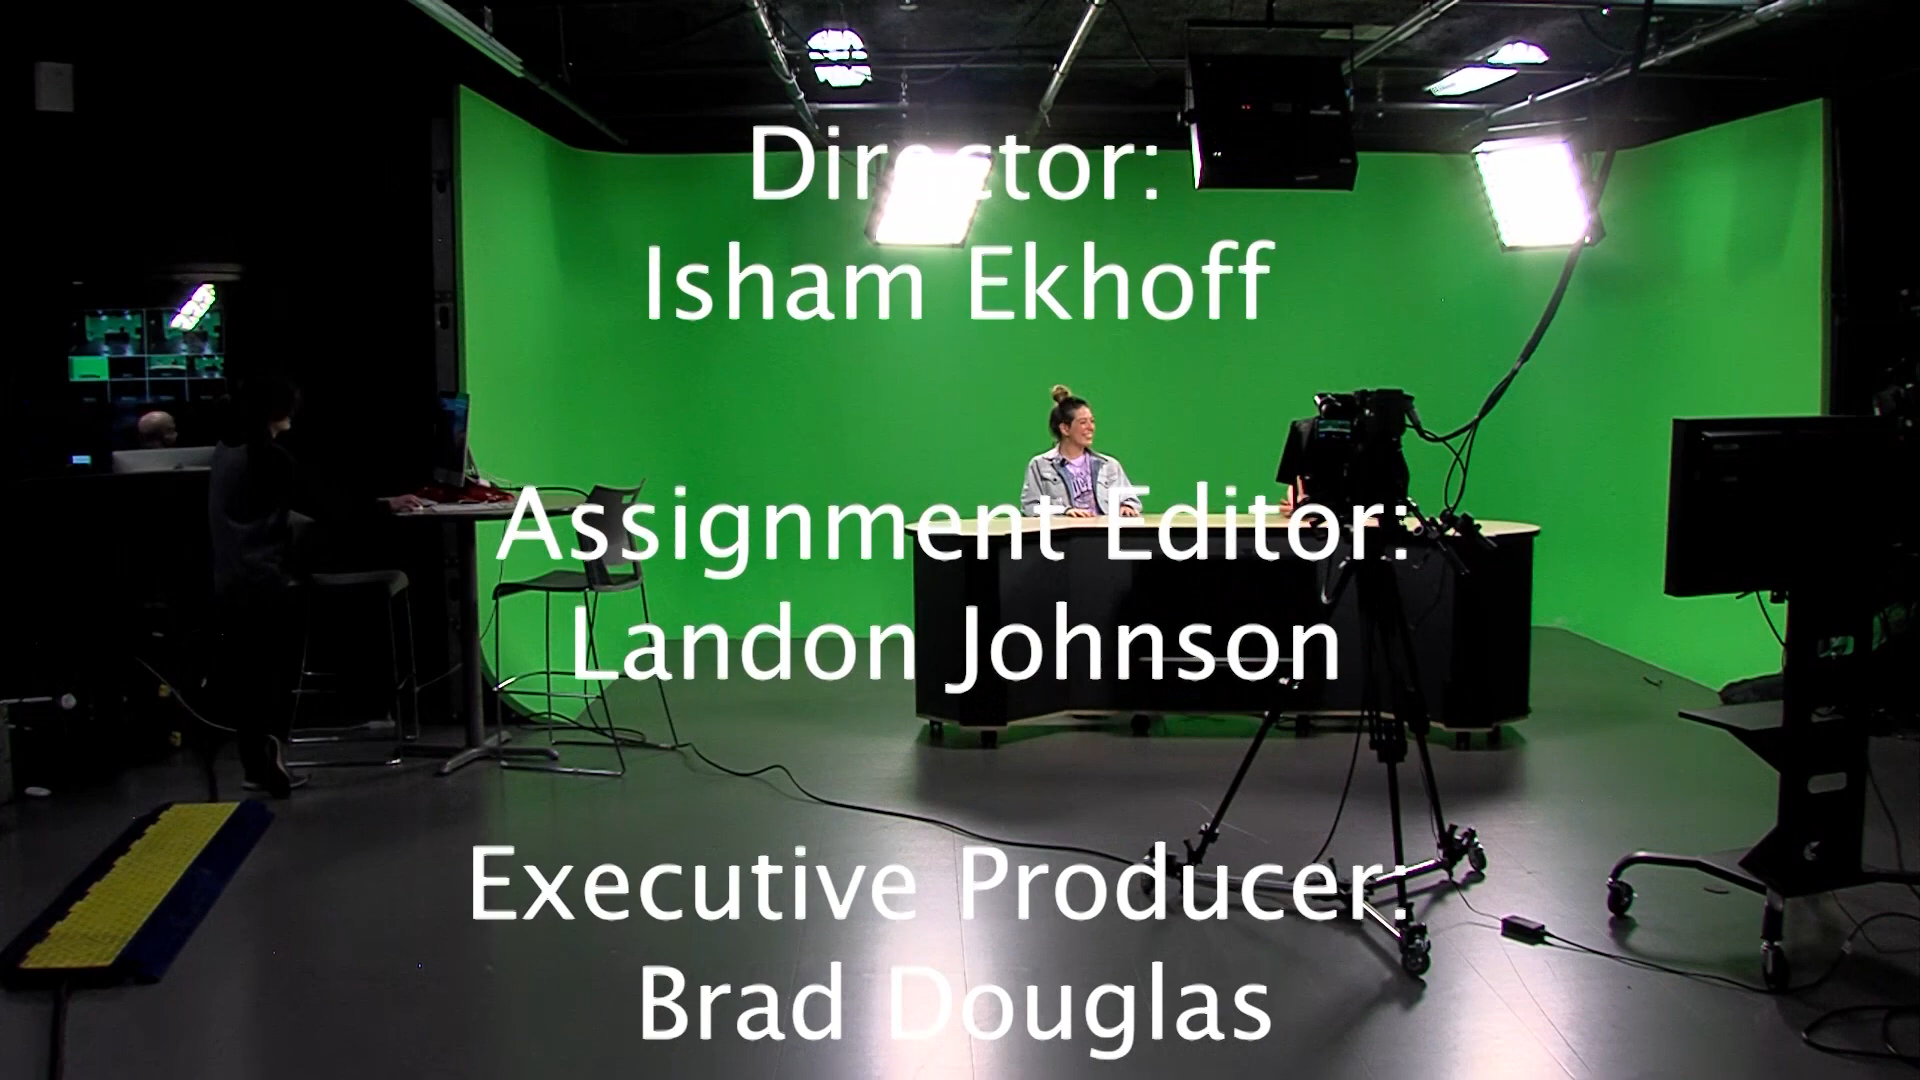 Director:
Isham Ekhoff
Assignment Editor:
Landon Johnson
Executive Producer:
Brad Douglas